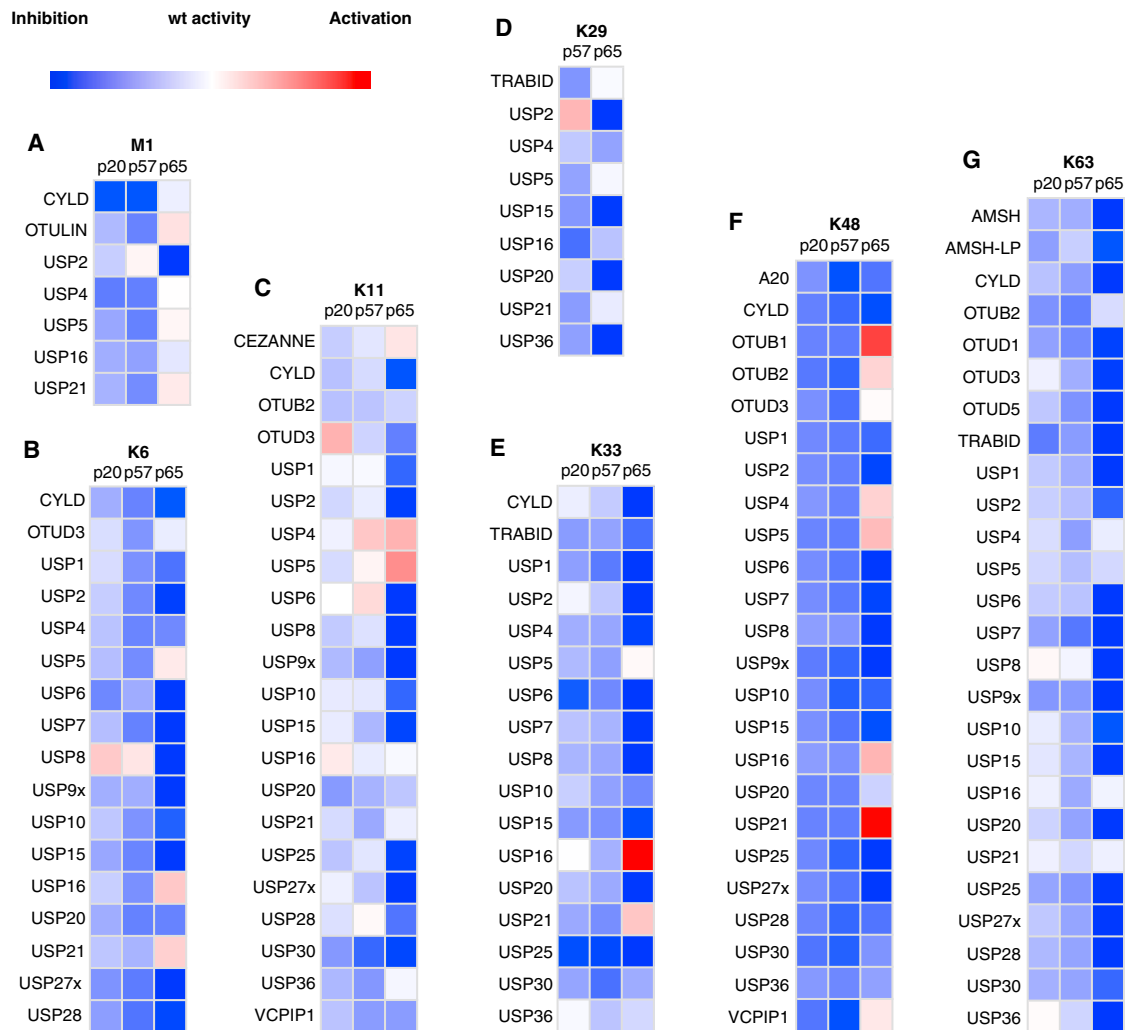 Inhibition wt activity Activation
A
M1
p20 p57 p65
CYLD
OTULIN
USP2
USP4
USP5
USP16
USP21
B
K6
p20 p57 p65
CYLD
OTUD3
USP1
USP2
USP4
USP5
USP6
USP7
USP8
USP9x
USP10
USP15
USP16
USP20
USP21
USP27x
USP28
C
K11
p20 p57 p65
CEZANNE
CYLD
OTUB2
OTUD3
USP1
USP2
USP4
USP5
USP6
USP8
USP9x
USP10
USP15
USP16
USP20
USP21
USP25
USP27x
USP28
USP30
USP36
VCPIP1
D
K29
p57 p65
TRABID
USP2
USP4
USP5
USP15
USP16
USP20
USP21
USP36
E
K33
p20 p57 p65
CYLD
TRABID
USP1
USP2
USP4
USP5
USP6
USP7
USP8
USP10
USP15
USP16
USP20
USP21
USP25
USP30
USP36
F
K48
p20 p57 p65
A20
CYLD
OTUB1
OTUB2
OTUD3
USP1
USP2
USP4
USP5
USP6
USP7
USP8
USP9x
USP10
USP15
USP16
USP20
USP21
USP25
USP27x
USP28
USP30
USP36
VCPIP1
G
K63
p20 p57 p65
AMSH
AMSH-LP
CYLD
OTUB2
OTUD1
OTUD3
OTUD5
TRABID
USP1
USP2
USP4
USP5
USP6
USP7
USP8
USP9x
USP10
USP15
USP16
USP20
USP21
USP25
USP27x
USP28
USP30
USP36